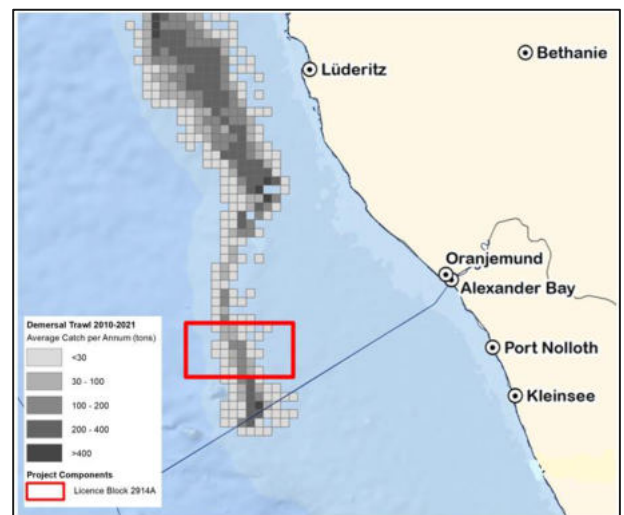 Bethanie
Lüderitz
Oranjemund
Alexander Bay
Port Nolloth
Kleinsee
Demersal Trawl 2010-2021
Average Catch per Annum (tons)
<30
30 - 100
100 - 200
200 - 400
>400
Project Components
Licence Block 2914A